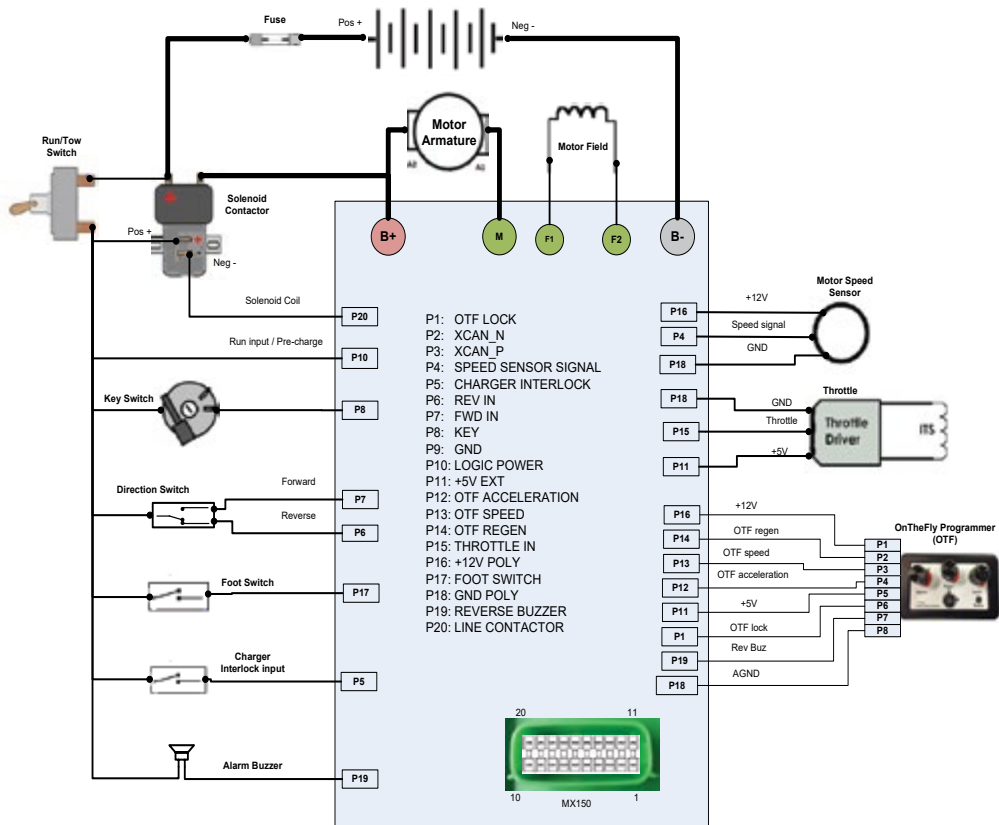 Fuse
Pos +
Neg -
Motor
Armature
A2
A1
Motor Field
Run/Tow
Switch
Solenoid
Contactor
Pos +
Neg -
B+
M
F1
F2
B-
Solenoid Coil
P20
Run input / Pre-charge
P10
Key Switch
P8
Direction Switch
Forward
P7
Reverse
P6
Foot Switch
P17
Charger
Interlock input
P5
Alarm Buzzer
P19
P1: OTF LOCK
P2: XCAN_N
P3: XCAN_P
P4: SPEED SENSOR SIGNAL
P5: CHARGER INTERLOCK
P6: REV IN
P7: FWD IN
P8: KEY
P9: GND
P10: LOGIC POWER
P11: +5V EXT
P12: OTF ACCELERATION
P13: OTF SPEED
P14: OTF REGEN
P15: THROTTLE IN
P16: +12V POLY
P17: FOOT SWITCH
P18: GND POLY
P19: REVERSE BUZZER
P20: LINE CONTACTOR
20
11
10
1
MX150
Motor Speed
Sensor
P16
+12V
P4
Speed signal
P18
GND
Throttle
P18
GND
P15
Throttle
P11
+5V
Throttle
Driver
ITS
P16
+12V
P14
OTF regen
P13
OTF speed
P12
OTF acceleration
P11
+5V
P1
OTF lock
P19
Rev Buz
P18
AGND
OnTheFly Programmer
(OTF)
P1
P2
P3
P4
P5
P6
P7
P8